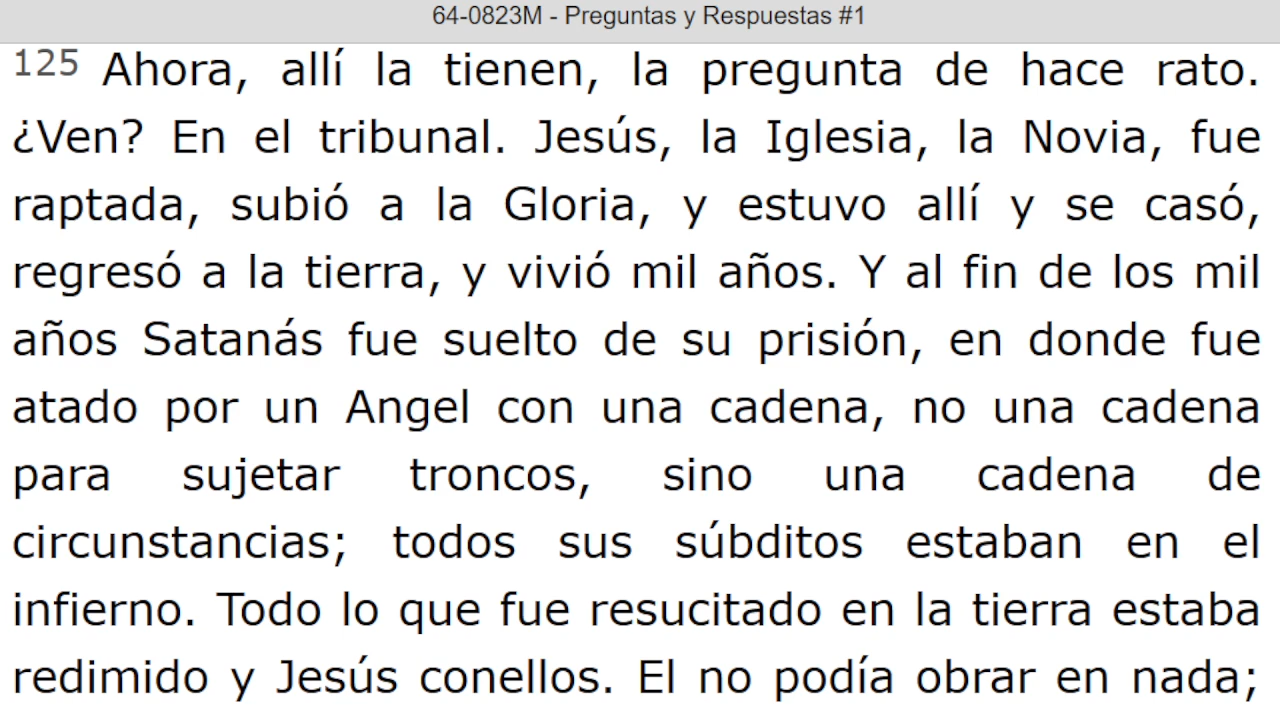 64-0823M - Preguntas y Respuestas #1
125 Ahora, allí la tienen, la pregunta de hace rato.
¿Ven? En el tribunal. Jesús, la Iglesia, la Novia, fue
raptada, subió a la Gloria, y estuvo allí y se casó,
regresó a la tierra, y vivió mil años. Y al fin de los mil
años Satanás fue suelto de su prisión, en donde fue
atado por un Angel con una cadena, no una cadena
para sujetar troncos, sino una cadena de
circunstancias; todos sus súbditos estaban en el
infierno. Todo lo que fue resucitado en la tierra estaba
redimido y Jesús conellos. El no podía obrar en nada;